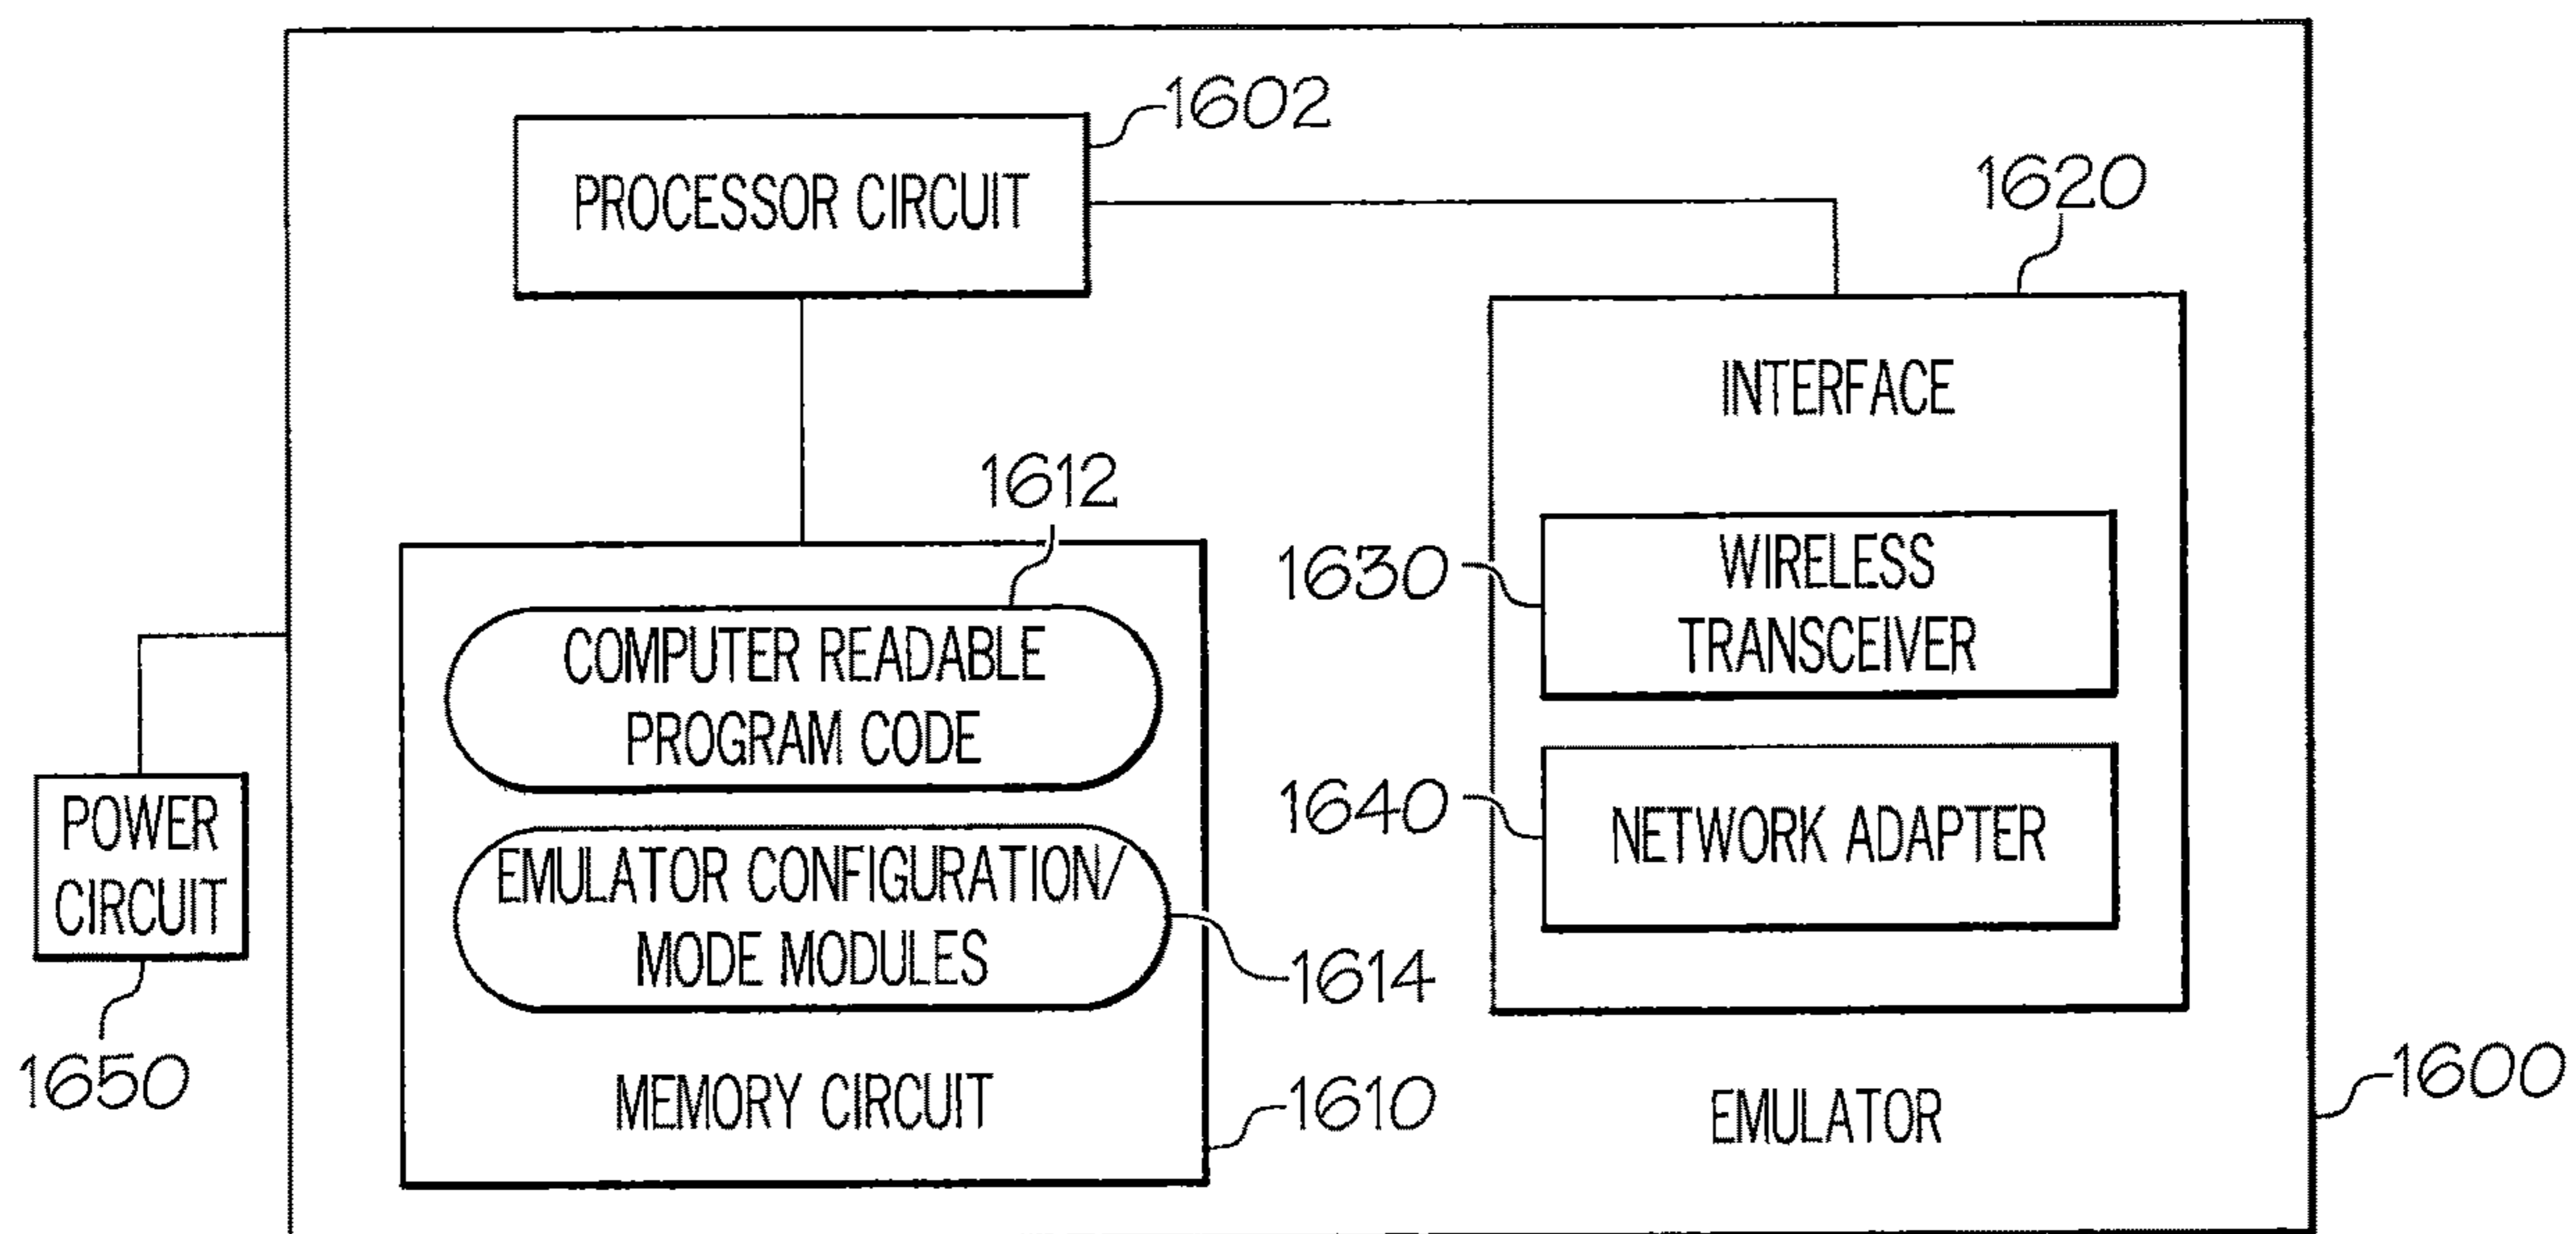 1602
PROCESSOR CIRCUIT
1620
INTERFACE
1612
1630
WIRELESS
TRANSCEIVER
COMPUTER READABLE
PROGRAM CODE
1640
NETWORK ADAPTER
POWER
CIRCUIT
EMULATOR CONFIGURATION/
MODE MODULES
1614
1650
MEMORY CIRCUIT
1610
EMULATOR
1600